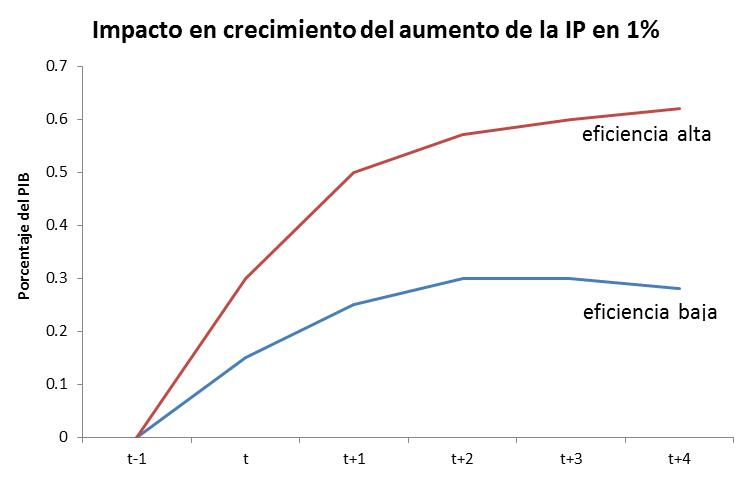 Impacto en crecimiento del aumento de la IP en 1%
Porcentaje del PIB
0.7
0.6
0.5
0.4
0.3
0.2
0.1
0
eficiencia alta
eficiencia baja
t-1
t
t+1
t+2
t+3
t+4